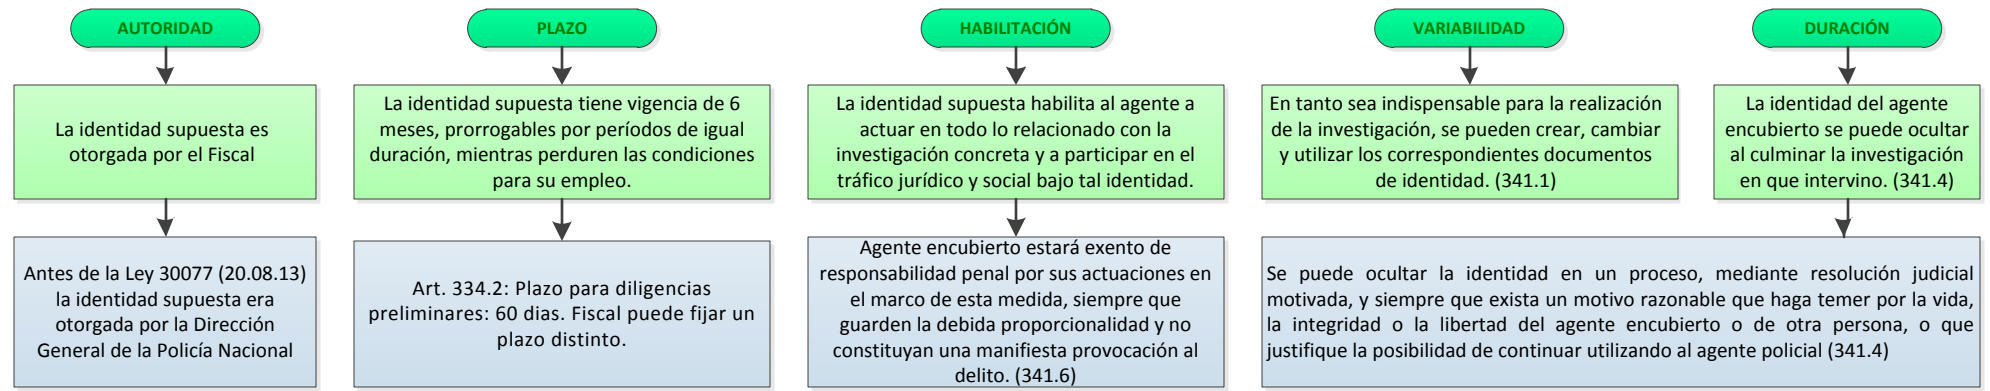 AUTORIDAD
La identidad supuesta es
otorgada por el Fiscal
Antes de la Ley 30077 (20.08.13)
la identidad supuesta era
otorgada por la Dirección
General de la Policía Nacional
PLAZO
La identidad supuesta tiene vigencia de 6
meses, prorrogables por períodos de igual
duración, mientras perduren las condiciones
para su empleo.
Art. 334.2: Plazo para diligencias
preliminares: 60 dias. Fiscal puede fijar un
plazo distinto.
HABILITACIÓN
La identidad supuesta habilita al agente a
actuar en todo lo relacionado con la
investigación concreta y a participar en el
tráfico jurídico y social bajo tal identidad.
Agente encubierto estará exento de
responsabilidad penal por sus actuaciones en
el marco de esta medida, siempre que
guarden la debida proporcionalidad y no
constituyan una manifiesta provocación al
delito. (341.6)
VARIABILIDAD
En tanto sea indispensable para la realización
de la investigación, se pueden crear, cambiar
y utilizar los correspondientes documentos
de identidad. (341.1)
DURACIÓN
La identidad del agente
encubierto se puede ocultar
al culminar la investigación
en que intervino. (341.4)
Se puede ocultar la identidad en un proceso, mediante resolución judicial
motivada, y siempre que exista un motivo razonable que haga temer por la vida,
la integridad o la libertad del agente encubierto o de otra persona, o que
justifique la posibilidad de continuar utilizando al agente policial (341.4)